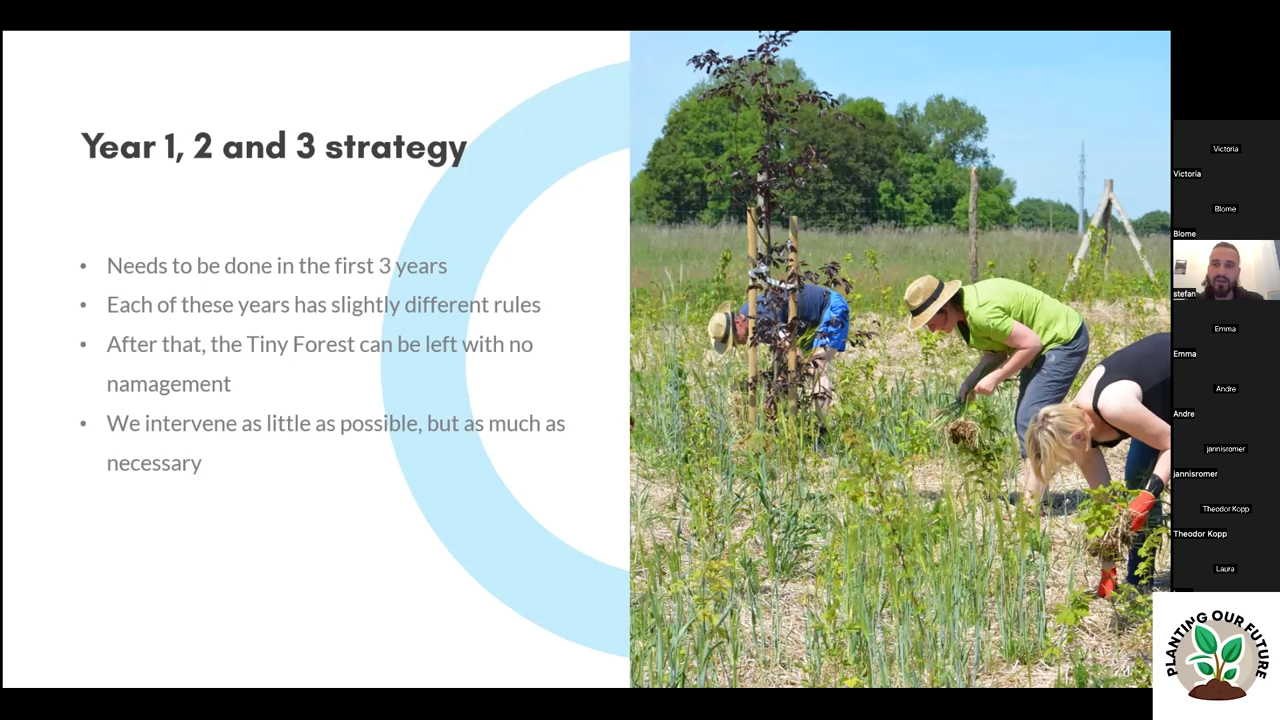 Year 1, 2 and 3 strategy
• Needs to be done in the first 3 years
• Each of these years has slightly different rules
• After that, the Tiny Forest can be left with no
namagement
• We intervene as little as possible, but as much as
necessary
Victoria
Victoria
Blome
Blome
stefan
Emma
Emma
Andre
Andre
jannisromer
jannisromer
Theodor Kopp
Theodor Kopp
Laura
PLANTING OUR FUTURE